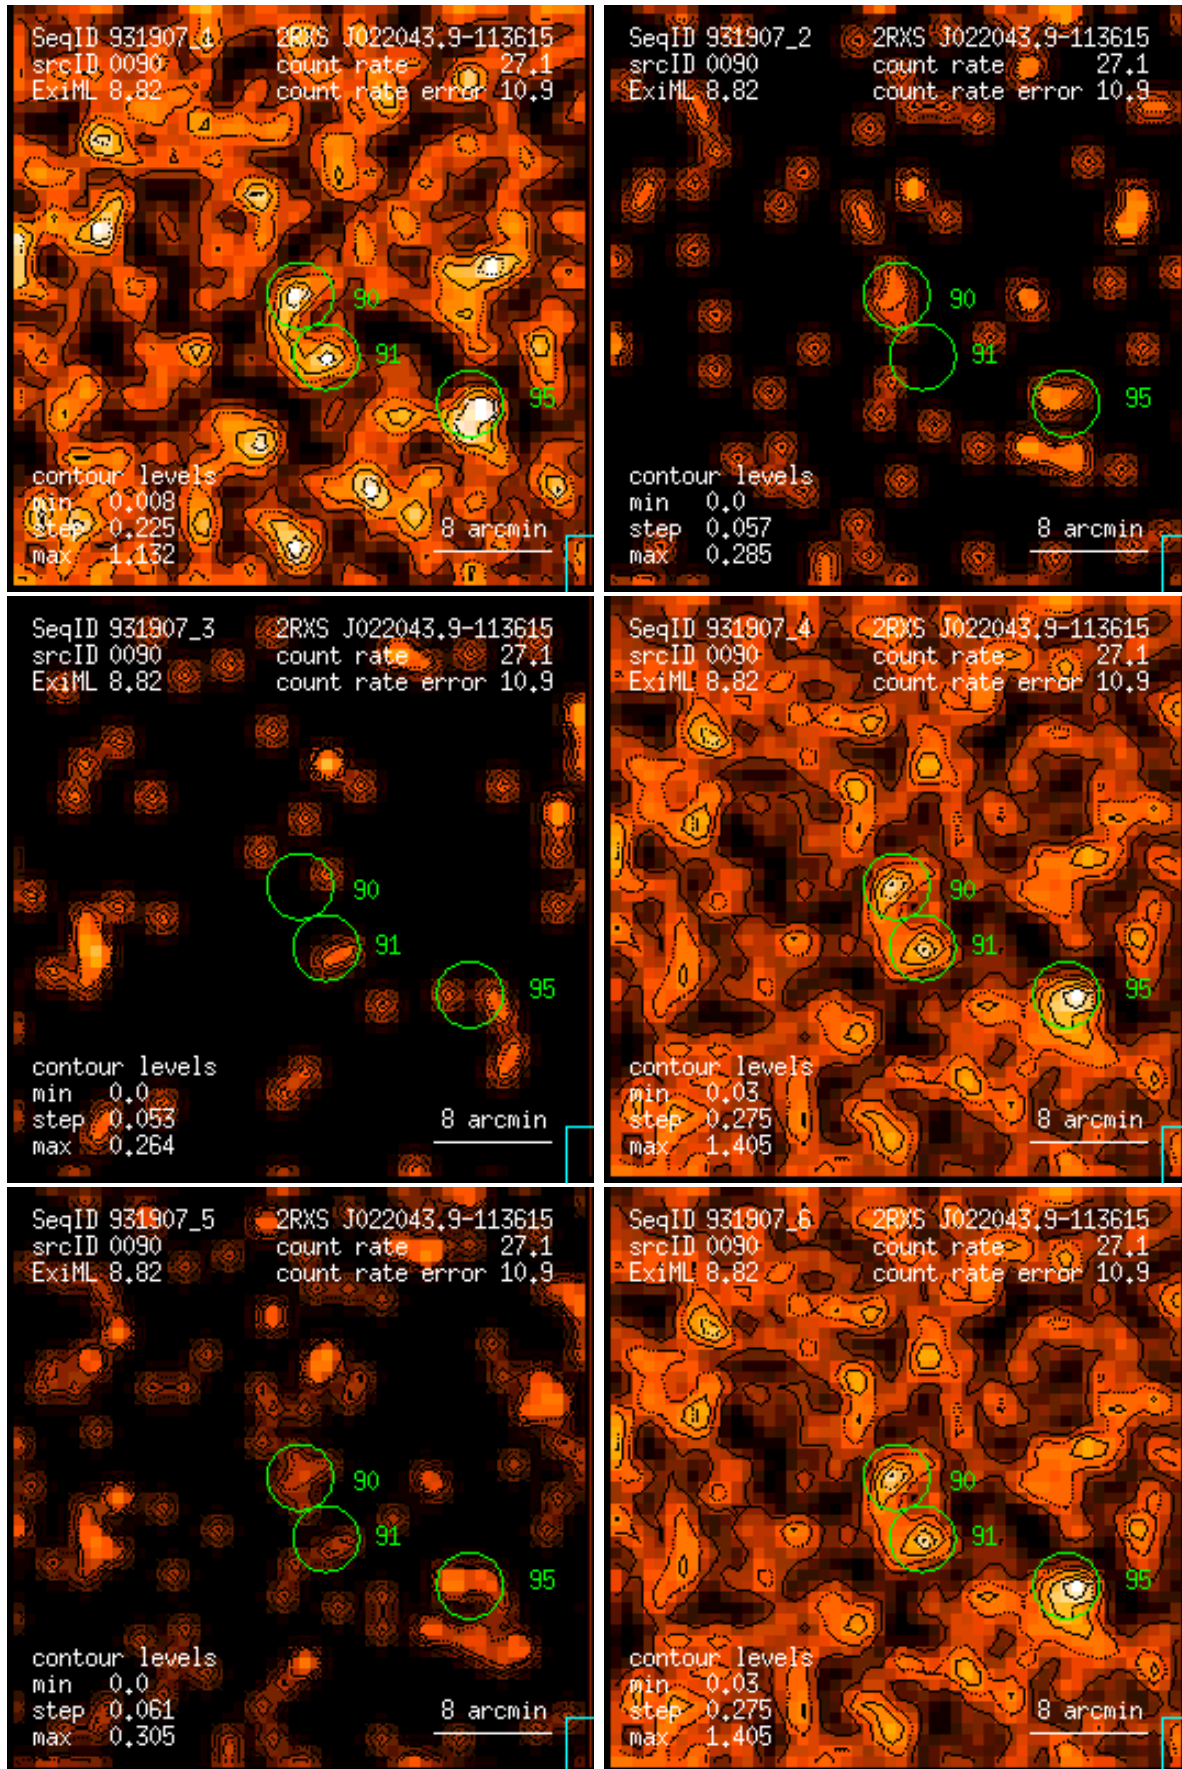 SeqID 931907_1 2RXS J022043.9-113615
srcID 0090 count rate 27.1
ExiML 8.82 count rate error 10.9
90
91
95
contour levels
min 0.008
step 0.225
max 1.132
8 arcmin
SeqID 931907_2 2RXS J022043.9-113615
srcID 0090 count rate 27.1
ExiML 8.82 count rate error 10.9
90
91
95
contour levels
min 0.0
step 0.057
max 0.285
8 arcmin
SeqID 931907_3 2RXS J022043.9-113615
srcID 0090 count rate 27.1
ExiML 8.82 count rate error 10.9
90
91
95
contour levels
min 0.0
step 0.053
max 0.264
8 arcmin
SeqID 931907_4 2RXS J022043.9-113615
srcID 0090 count rate 27.1
ExiML 8.82 count rate error 10.9
90
91
95
contour levels
min 0.03
step 0.275
max 1.405
8 arcmin
SeqID 931907_5 2RXS J022043.9-113615
srcID 0090 count rate 27.1
ExiML 8.82 count rate error 10.9
90
91
95
contour levels
min 0.0
step 0.061
max 0.305
8 arcmin
SeqID 931907_6 2RXS J022043.9-113615
srcID 0090 count rate 27.1
ExiML 8.82 count rate error 10.9
90
91
95
contour levels
min 0.03
step 0.275
max 1.405
8 arcmin